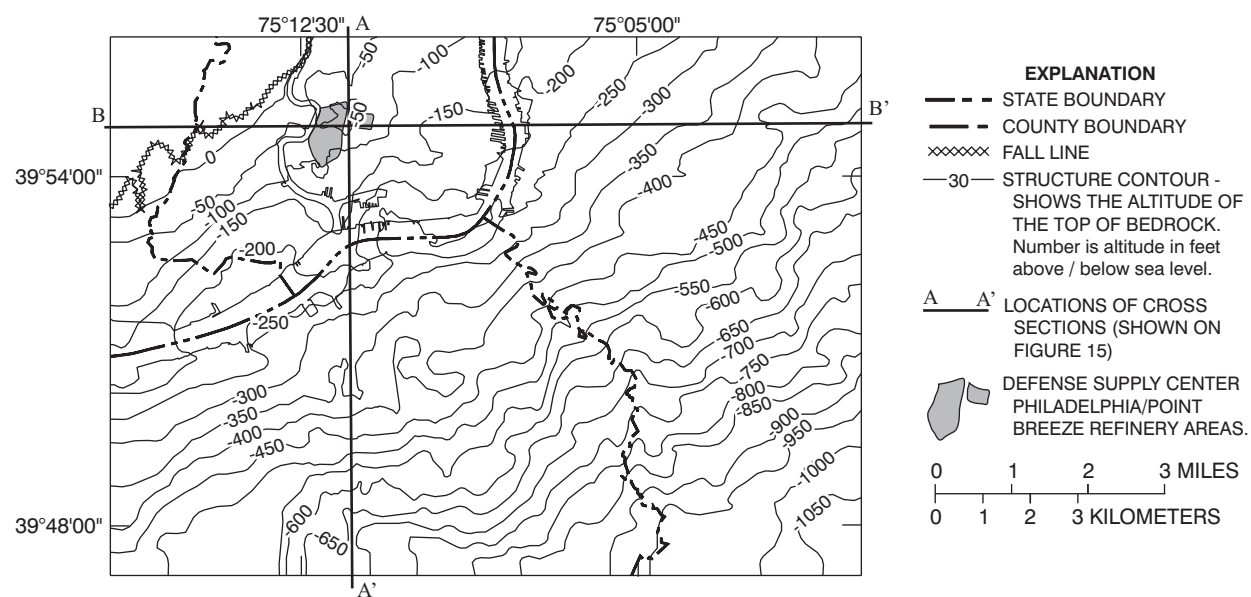 75°12'30" A 75°05'00"
-50
-100
-200
-250
-300
B -50 -150 B'
0
-350
39°54'00"
-400
-50
-100
-150
-450
-200 -500
-550
-250 -600
-650
-700
-750
-300 -800
-350 -850
-400 -900
-450 -950
-1000
-600 -1050
39°48'00"
-650
A'
EXPLANATION
STATE BOUNDARY
COUNTY BOUNDARY
FALL LINE
30 STRUCTURE CONTOUR -
SHOWS THE ALTITUDE OF
THE TOP OF BEDROCK.
Number is altitude in feet
above / below sea level.
A A' LOCATIONS OF CROSS
SECTIONS (SHOWN ON
FIGURE 15)
DEFENSE SUPPLY CENTER
PHILADELPHIA/POINT
BREEZE REFINERY AREAS.
0 1 2 3 MILES
0 1 2 3 KILOMETERS